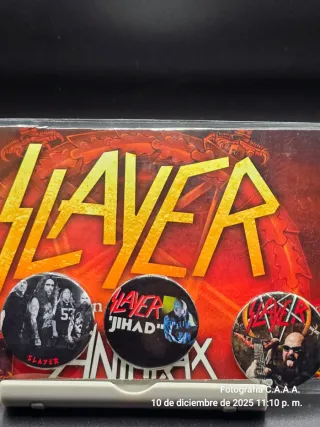 SLAYER
SLAYER
SLAYER
"JIHAD"
SLAYER
ANTHRAX
Fotografía C.A.A.A.
10 de diciembre de 2025 11:10 p. m.